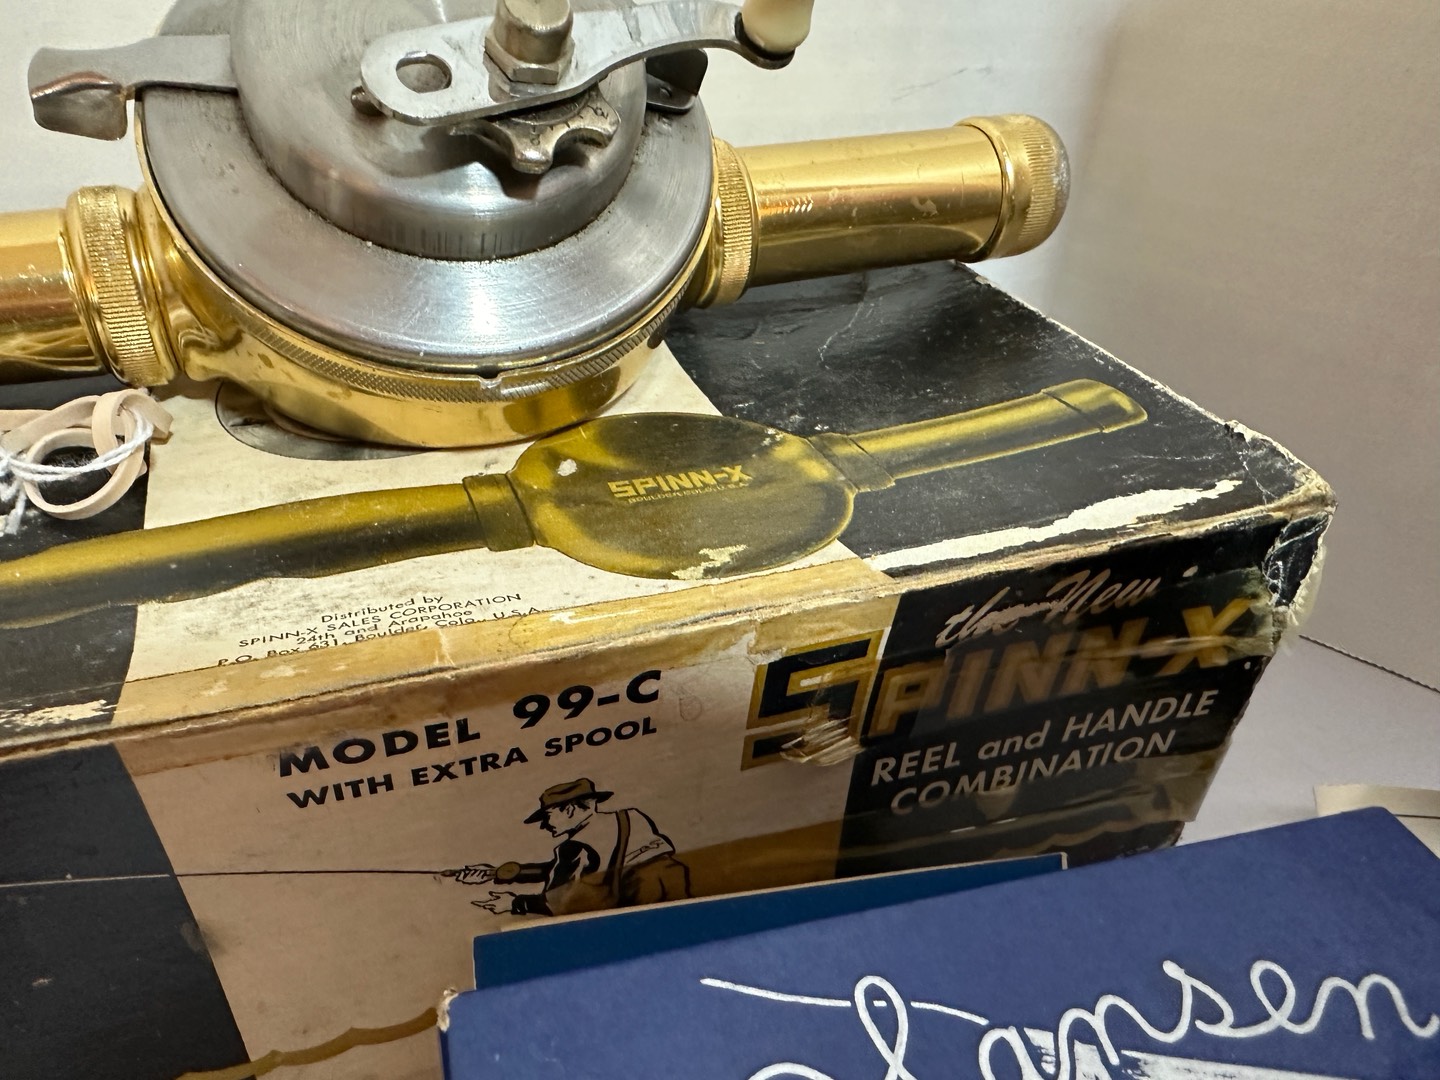 SPINN-X
BOULDER, COLO.
Distributed by
SPINN-X SALES CORPORATION
24th and Arapahoe
P.O. Box 631, Boulder, Colo., U.S.A.
MODEL 99-C
WITH EXTRA SPOOL
the New
SPINN-X
REEL and HANDLE
COMBINATION
Lansen